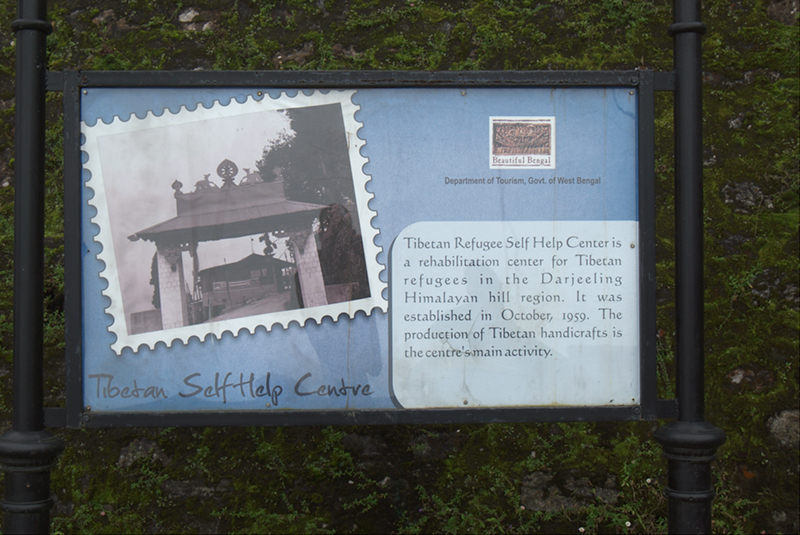 Beautiful Bengal
Department of Tourism, Govt. of West Bengal
Tibetan Refugee Self Help Center is
a rehabilitation center for Tibetan
refugees in the Darjeeling
Himalayan hill region. It was
established in October, 1959. The
production of Tibetan handicrafts is
the centre's main activity.
Tibetan Self Help Centre